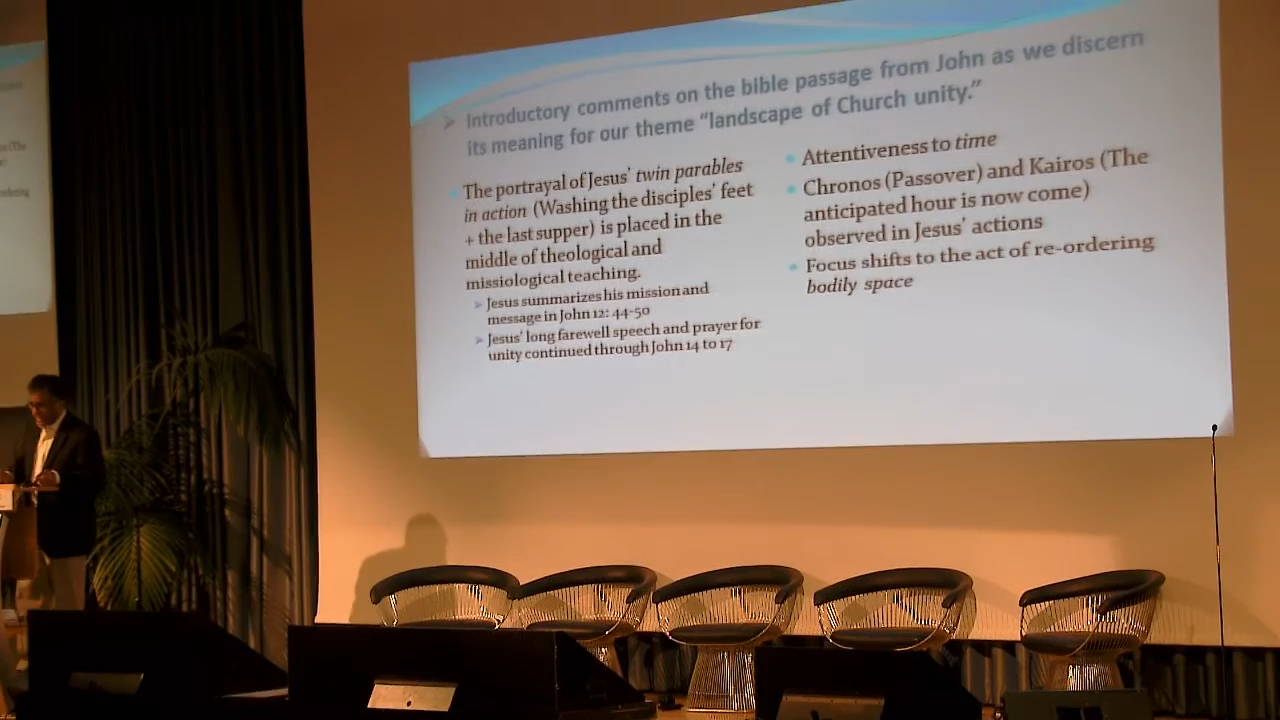 ➢ Introductory comments on the bible passage from John as we discern
its meaning for our theme “landscape of Church unity.”
• The portrayal of Jesus’ twin parables
in action (Washing the disciples’ feet
+ the last supper) is placed in the
middle of theological and
missiological teaching.
➢ Jesus summarizes his mission and
message in John 12: 44-50
➢ Jesus’ long farewell speech and prayer for
unity continued through John 14 to 17
• Attentiveness to time
• Chronos (Passover) and Kairos (The
anticipated hour is now come)
observed in Jesus’ actions
• Focus shifts to the act of re-ordering
bodily space